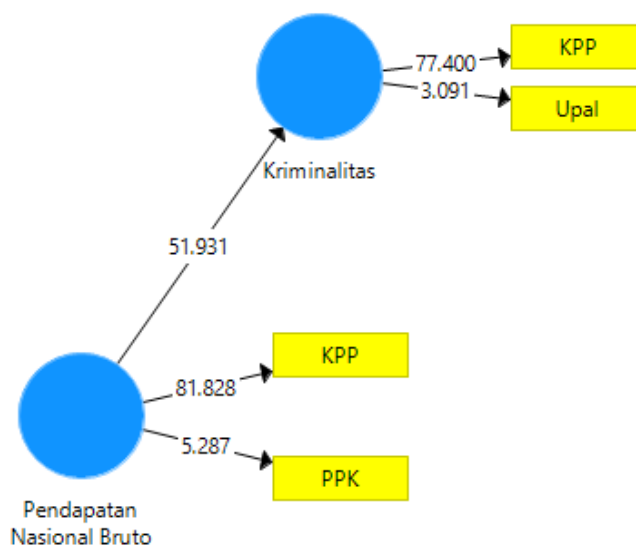 KPP
77.400
3.091
Upal
Kriminalitas
51.931
KPP
81.828
5.287
PPK
Pendapatan
Nasional Bruto